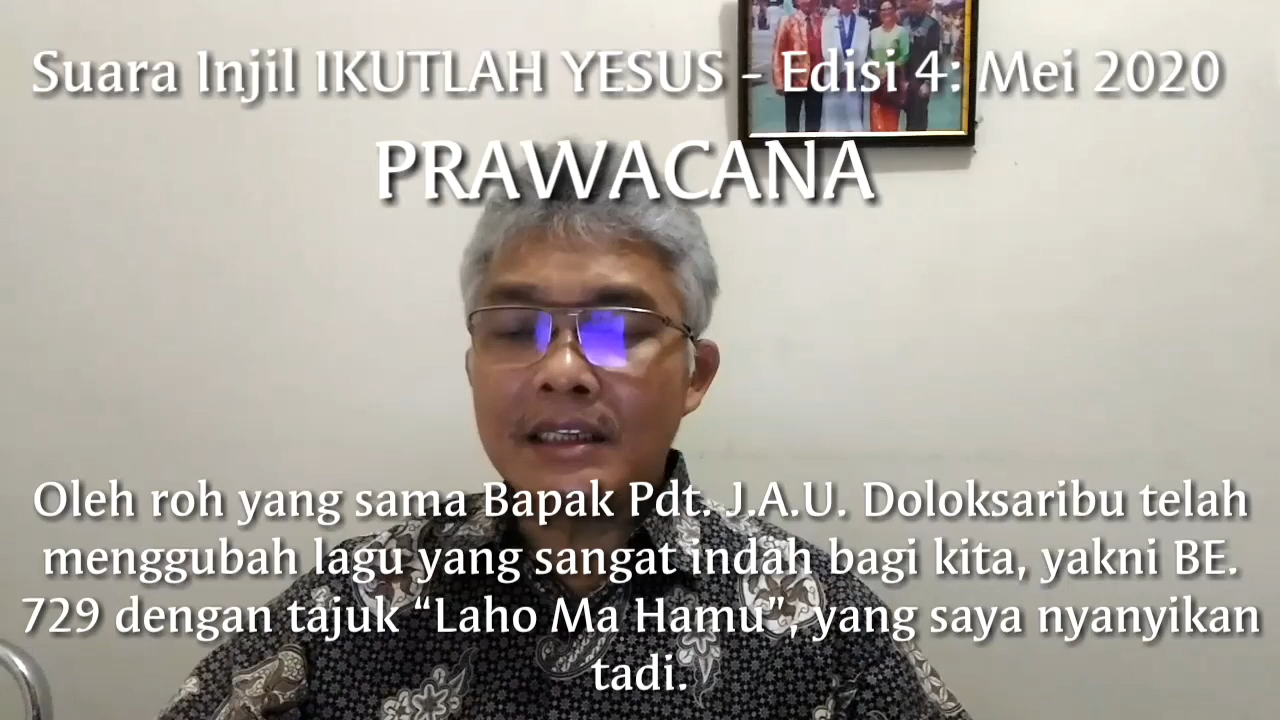 Suara Injil IKUTLAH YESUS - Edisi 4: Mei 2020
PRAWACANA
Oleh roh yang sama Bapak Pdt. J.A.U. Doloksaribu telah
menggubah lagu yang sangat indah bagi kita, yakni BE.
729 dengan tajuk “Laho Ma Hamu", yang saya nyanyikan
tadi.